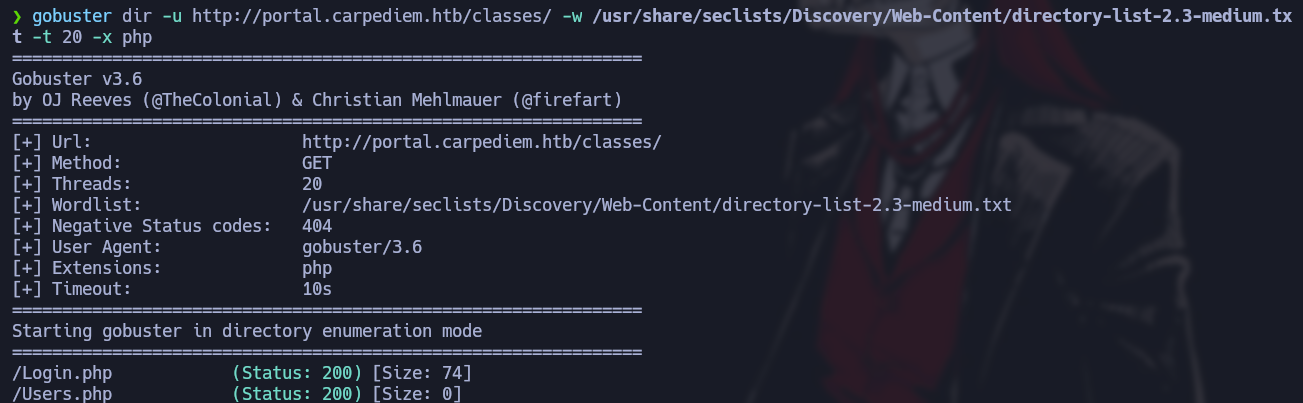 ❯ gobuster dir -u http://portal.carpediem.htb/classes/ -w /usr/share/seclists/Discovery/Web-Content/directory-list-2.3-medium.tx
t -t 20 -x php
===============================================================
Gobuster v3.6
by OJ Reeves (@TheColonial) & Christian Mehlmauer (@firefart)
===============================================================
[+] Url:                     http://portal.carpediem.htb/classes/
[+] Method:                  GET
[+] Threads:                 20
[+] Wordlist:                /usr/share/seclists/Discovery/Web-Content/directory-list-2.3-medium.txt
[+] Negative Status codes:   404
[+] User Agent:              gobuster/3.6
[+] Extensions:              php
[+] Timeout:                 10s
===============================================================
Starting gobuster in directory enumeration mode
===============================================================
/Login.php            (Status: 200) [Size: 74]
/Users.php            (Status: 200) [Size: 0]